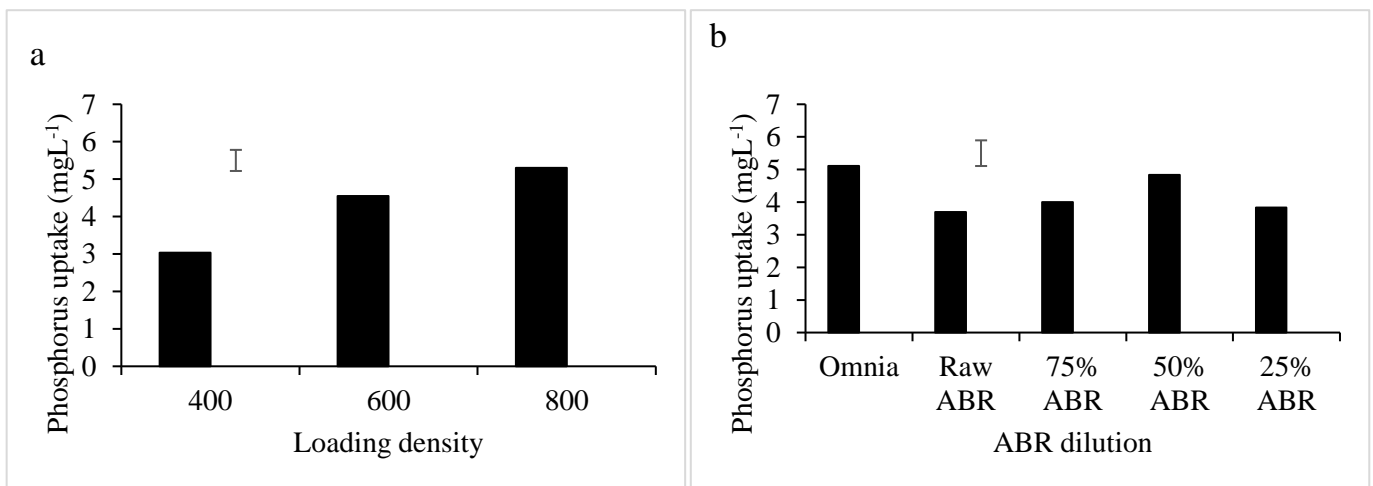 a
Phosphorus uptake (mgL⁻¹)
7
6
5
4
3
2
1
0
400 600 800
Loading density
b
Phosphorus uptake (mgL⁻¹)
7
6
5
4
3
2
1
0
Omnia Raw 75% 50% 25%
ABR ABR ABR ABR
ABR dilution